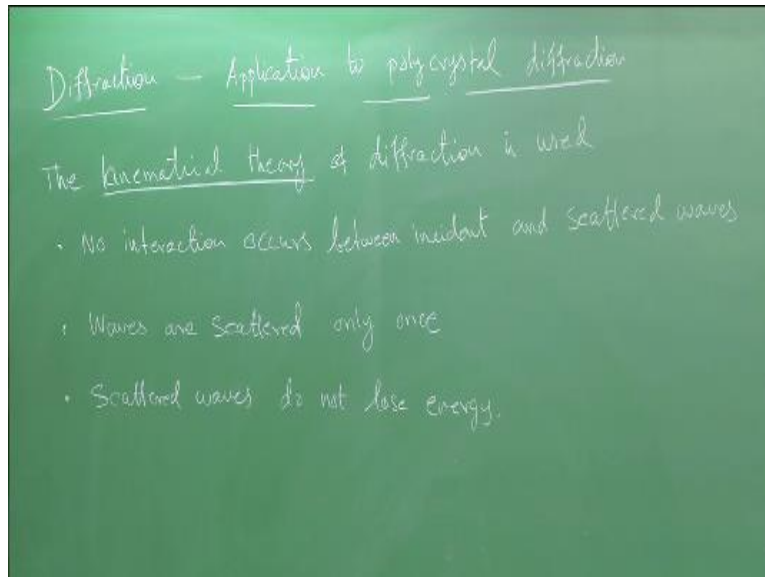 Diffraction — Application to polycrystal diffraction
The kinematical theory of diffraction is used
• No interaction occurs between incident and scattered waves
• Waves are scattered only once
• Scattered waves do not lose energy.